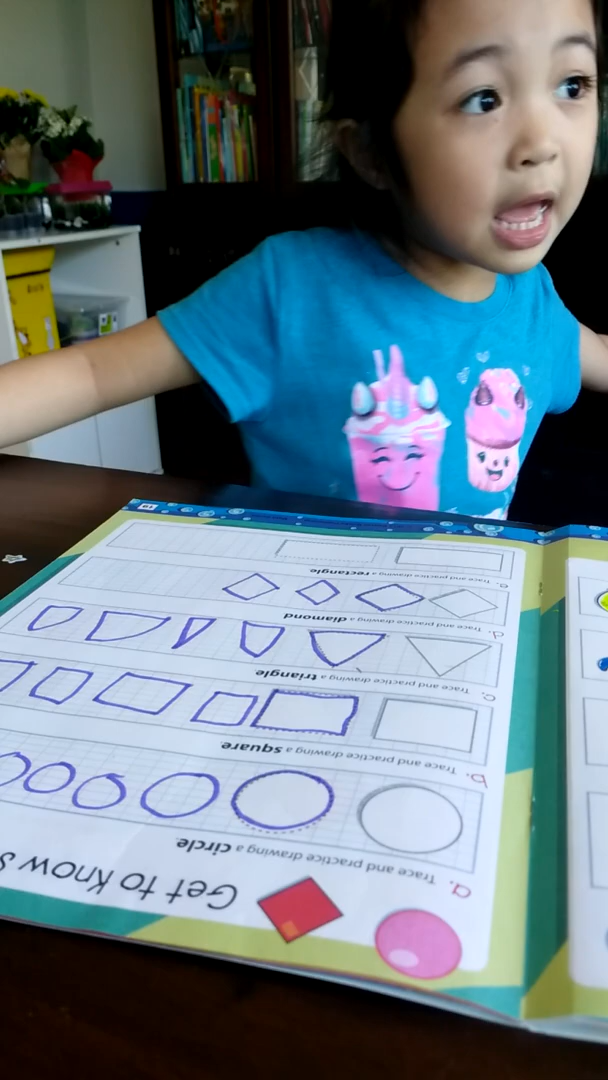 Get to Know S
a. Trace and practice drawing a circle.
b. Trace and practice drawing a square.
c. Trace and practice drawing a triangle
d. Trace and practice drawing a diamond
e. Trace and practice drawing a rectangle